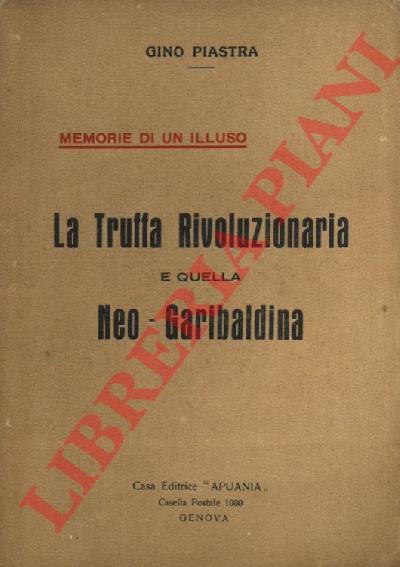 GINO PIASTRA
MEMORIE DI UN ILLUSO
La Truffa Rivoluzionaria
E QUELLA
Neo - Garibaldina
Casa Editrice "APUANIA„
Casella Postale 1000
GENOVA
LIBRERIA PIANI